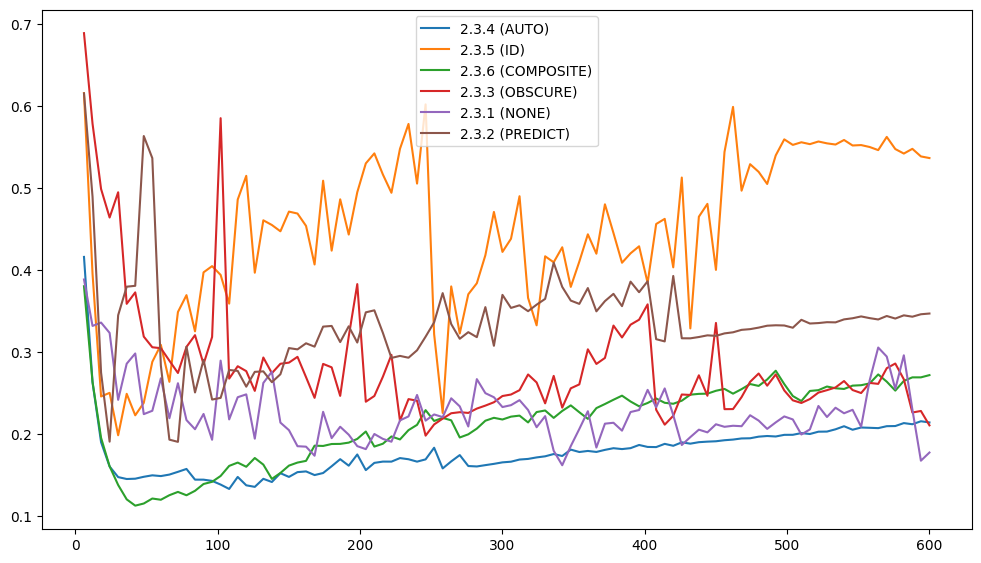 2.3.4 (AUTO)
2.3.5 (ID)
2.3.6 (COMPOSITE)
2.3.3 (OBSCURE)
2.3.1 (NONE)
2.3.2 (PREDICT)
0.7
0.6
0.5
0.4
0.3
0.2
0.1
0 100 200 300 400 500 600